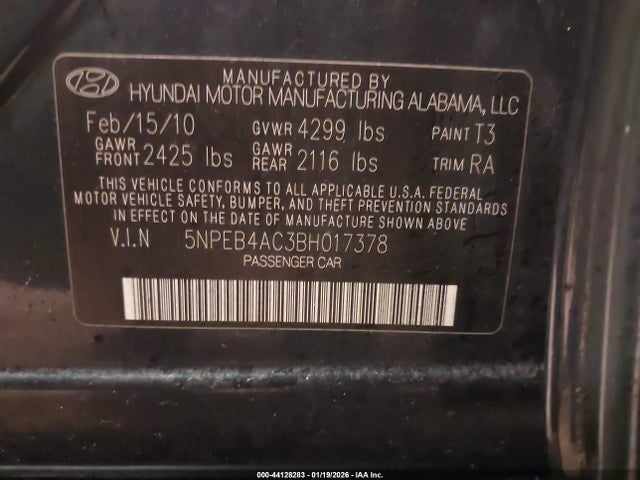 MANUFACTURED BY
HYUNDAI MOTOR MANUFACTURING ALABAMA, LLC
Feb/15/10 GVWR 4299 lbs PAINT T3
GAWR FRONT 2425 lbs GAWR REAR 2116 lbs TRIM RA
THIS VEHICLE CONFORMS TO ALL APPLICABLE U.S.A. FEDERAL
MOTOR VEHICLE SAFETY, BUMPER, AND THEFT PREVENTION STANDARDS
IN EFFECT ON THE DATE OF MANUFACTURE SHOWN ABOVE
V.I.N 5NPEB4AC3BH017378
PASSENGER CAR
000-44128283 - 01/19/2026 - IAA Inc.